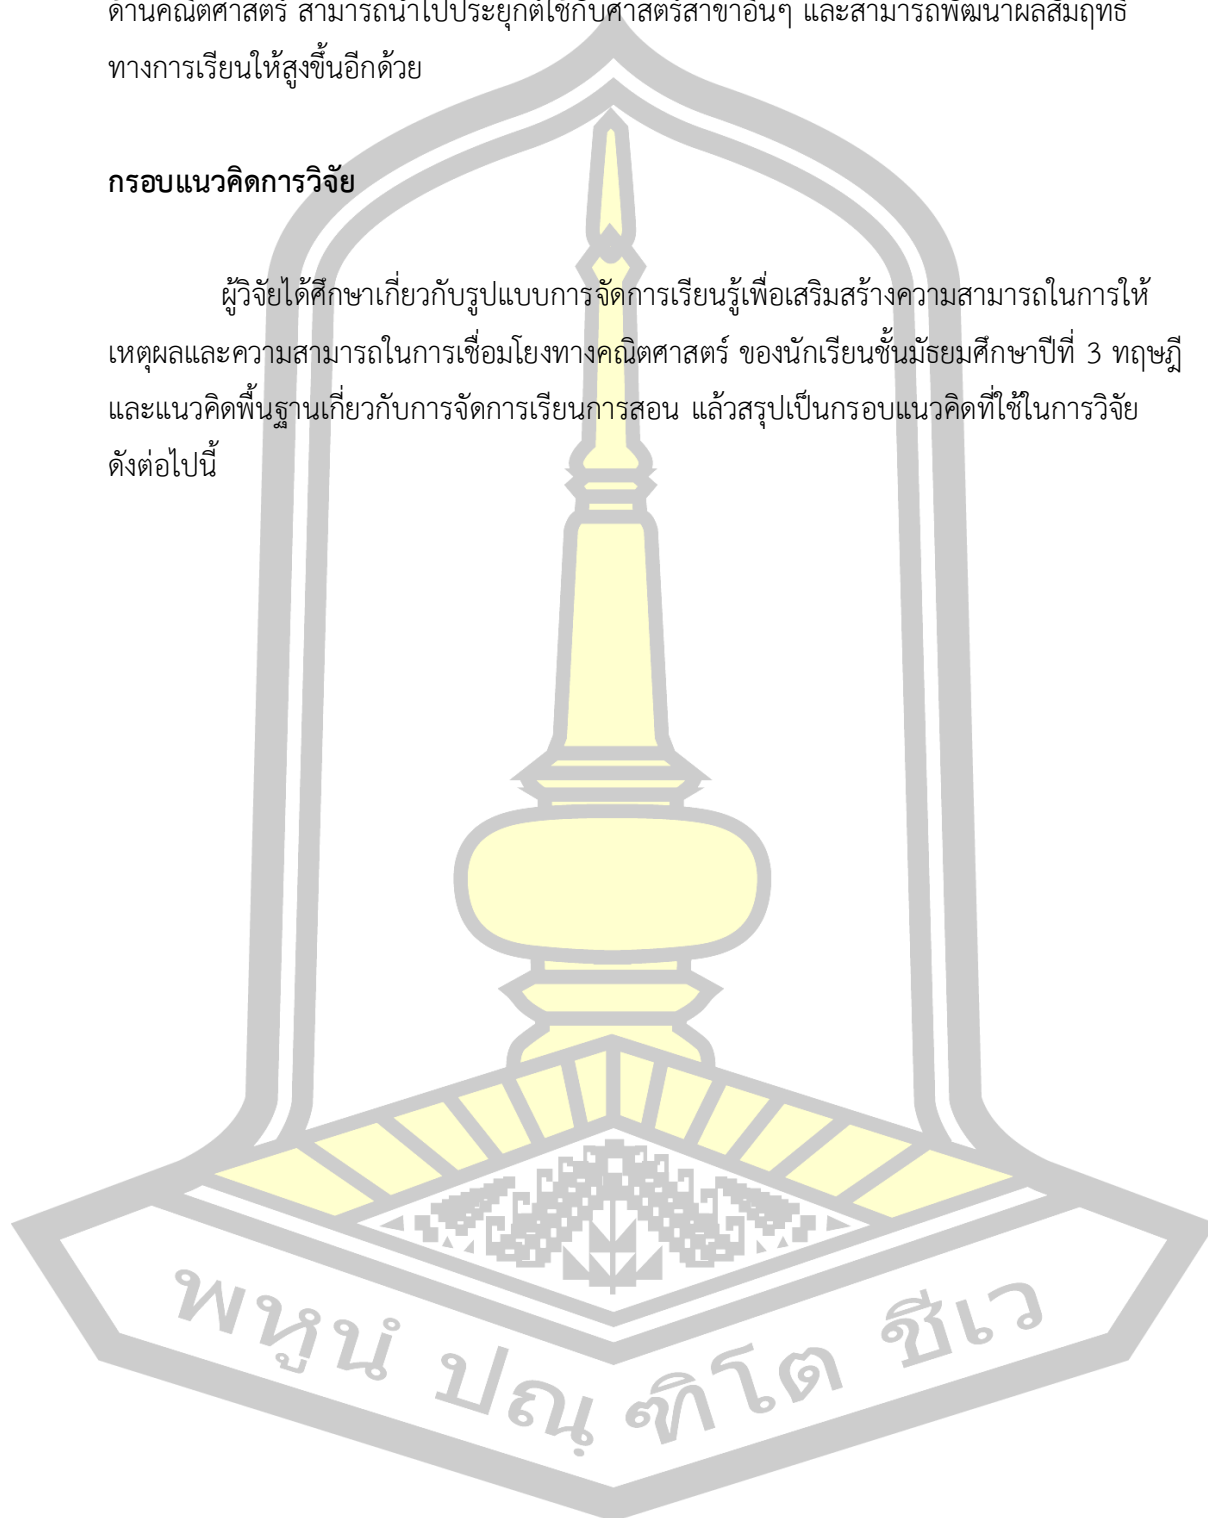 ด้านคณิตศาสตร์ สามารถนำไปประยุกต์ใช้กับศาสตร์สาขาอื่นๆ และสามารถพัฒนาผลสัมฤทธิ์
ทางการเรียนให้สูงขึ้นอีกด้วย
กรอบแนวคิดการวิจัย
ผู้วิจัยได้ศึกษาเกี่ยวกับรูปแบบการจัดการเรียนรู้เพื่อเสริมสร้างความสามารถในการให้
เหตุผลและความสามารถในการเชื่อมโยงทางคณิตศาสตร์ ของนักเรียนชั้นมัธยมศึกษาปีที่ 3 ทฤษฎี
และแนวคิดพื้นฐานเกี่ยวกับการจัดการเรียนการสอน แล้วสรุปเป็นกรอบแนวคิดที่ใช้ในการวิจัย
ดังต่อไปนี้
พหูนํ ปณฺฑิโต ชีเว